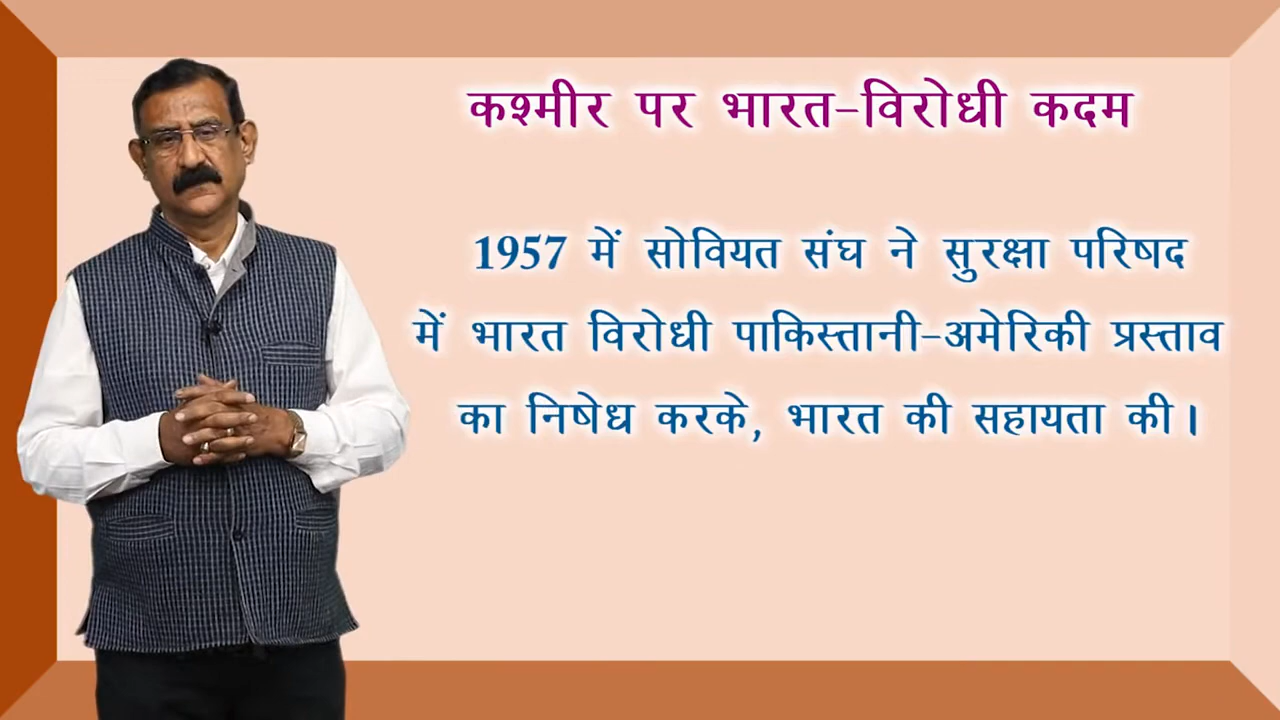 कश्मीर पर भारत-विरोधी कदम
1957 में सोवियत संघ ने सुरक्षा परिषद
में भारत विरोधी पाकिस्तानी-अमेरिकी प्रस्ताव
का निषेध करके, भारत की सहायता की।